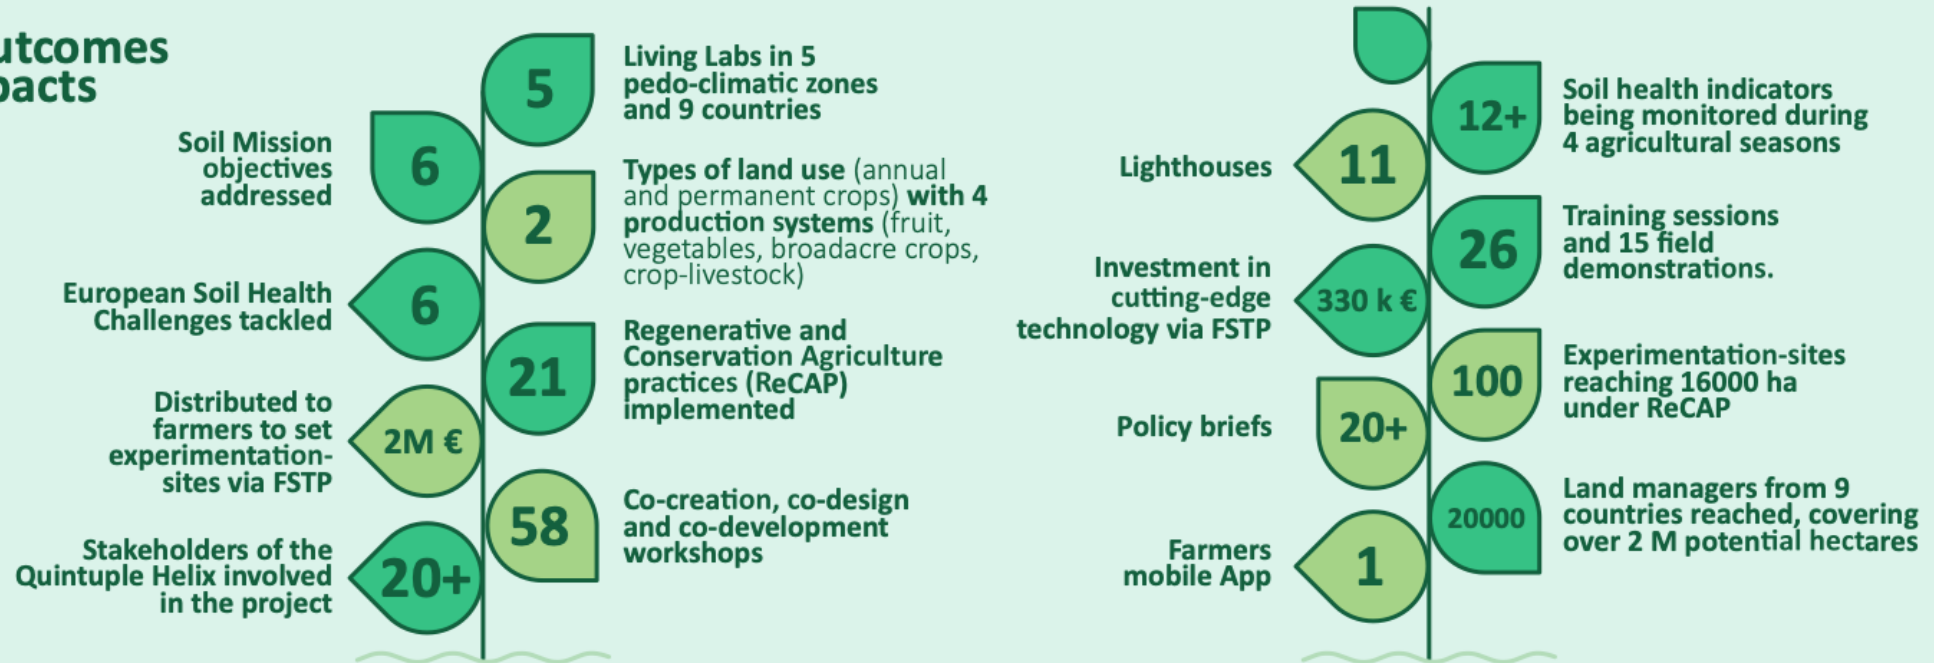 utcomes
pacts
Soil Mission
objectives
addressed
6
European Soil Health
Challenges tackled
6
Distributed to
farmers to set
experimentation-
sites via FSTP
2M €
Stakeholders of the
Quintuple Helix involved
in the project
20+
5
Living Labs in 5
pedo-climatic zones
and 9 countries
2
Types of land use (annual
and permanent crops) with 4
production systems (fruit,
vegetables, broadacre crops,
crop-livestock)
21
Regenerative and
Conservation Agriculture
practices (ReCAP)
implemented
58
Co-creation, co-design
and co-development
workshops
Lighthouses
11
Investment in
cutting-edge
technology via FSTP
330 k €
Policy briefs
20+
Farmers
mobile App
1
12+
Soil health indicators
being monitored during
4 agricultural seasons
26
Training sessions
and 15 field
demonstrations.
100
Experimentation-sites
reaching 16000 ha
under ReCAP
20000
Land managers from 9
countries reached, covering
over 2 M potential hectares